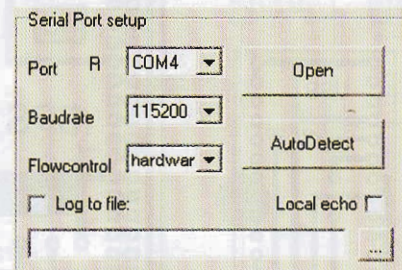 Serial Port setup
Port R COM4 Open
Baudrate 115200
AutoDetect
Flowcontrol hardwar
Log to file: Local echo
...